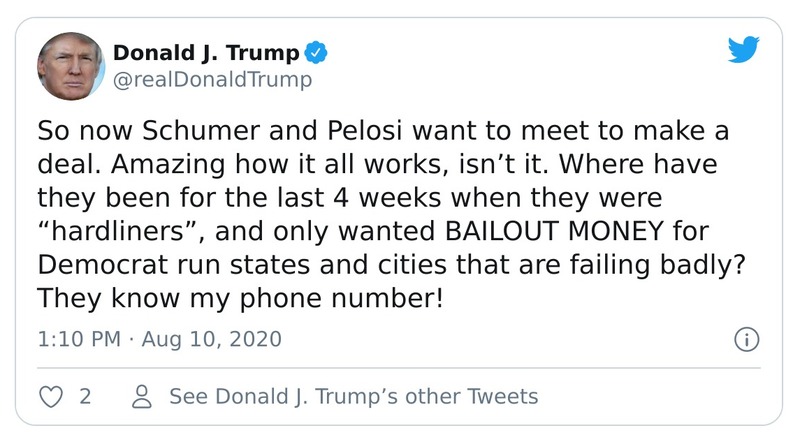 Donald J. Trump
@realDonaldTrump
So now Schumer and Pelosi want to meet to make a
deal. Amazing how it all works, isn’t it. Where have
they been for the last 4 weeks when they were
“hardliners”, and only wanted BAILOUT MONEY for
Democrat run states and cities that are failing badly?
They know my phone number!
1:10 PM · Aug 10, 2020
2 See Donald J. Trump’s other Tweets